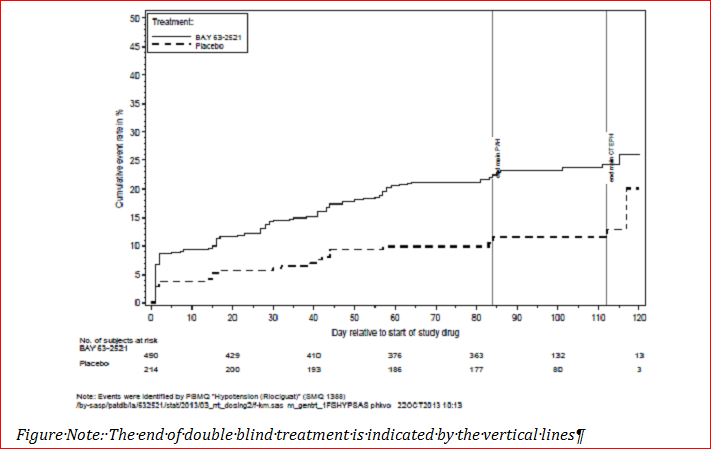 Treatment:
BAY 63-2521
Placebo
50
45
40
35
30
25
20
15
10
5
0
Cumulative event rate in %
end main PAH
end main CTEPH
0 10 20 30 40 50 60 70 80 90 100 110 120
Day relative to start of study drug
No. of subjects at risk
BAY 63-2521
490 429 410 376 363 132 13
Placebo
214 200 193 186 177 80 3
Note: Events were identified by PBMQ "Hypotension (Riociguat)" (SMQ 1388)
22OCT2013 10:13
Figure·Note:·The·end·of·double·blind·treatment·is·indicated·by·the·vertical·lines¶